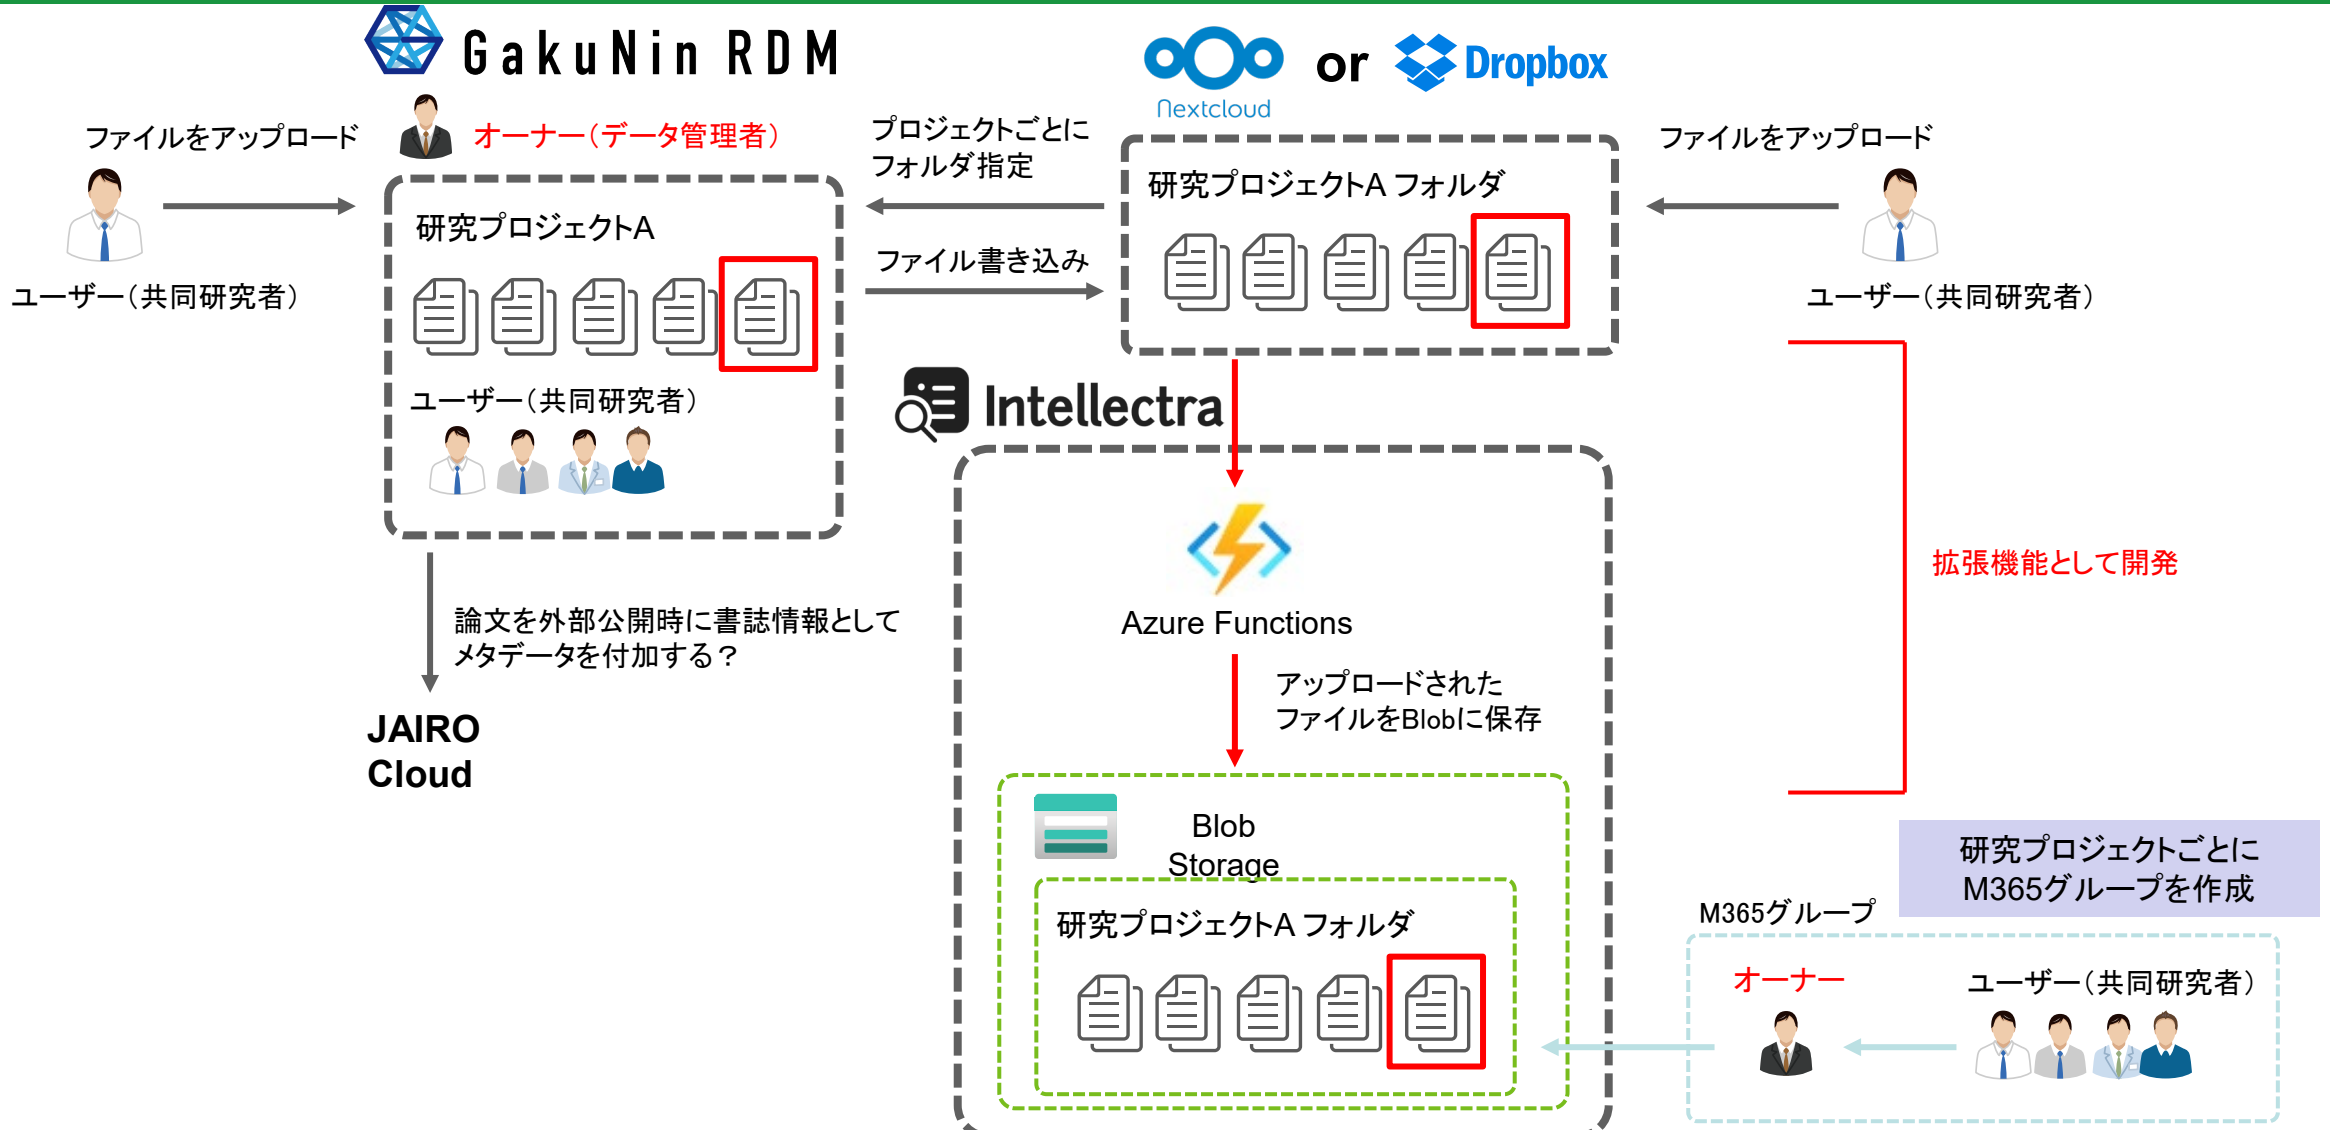 GakuNin RDM
Nextcloud
or
Dropbox
ファイルをアップロード
オーナー(データ管理者)
プロジェクトごとに
フォルダ指定
ファイルをアップロード
研究プロジェクトA
研究プロジェクトA フォルダ
ファイル書き込み
ユーザー(共同研究者)
ユーザー(共同研究者)
ユーザー(共同研究者)
Intellectra
拡張機能として開発
論文を外部公開時に書誌情報として
メタデータを付加する?
Azure Functions
アップロードされた
ファイルをBlobに保存
JAIRO
Cloud
Blob
Storage
研究プロジェクトごとに
M365グループを作成
M365グループ
研究プロジェクトA フォルダ
オーナー
ユーザー(共同研究者)